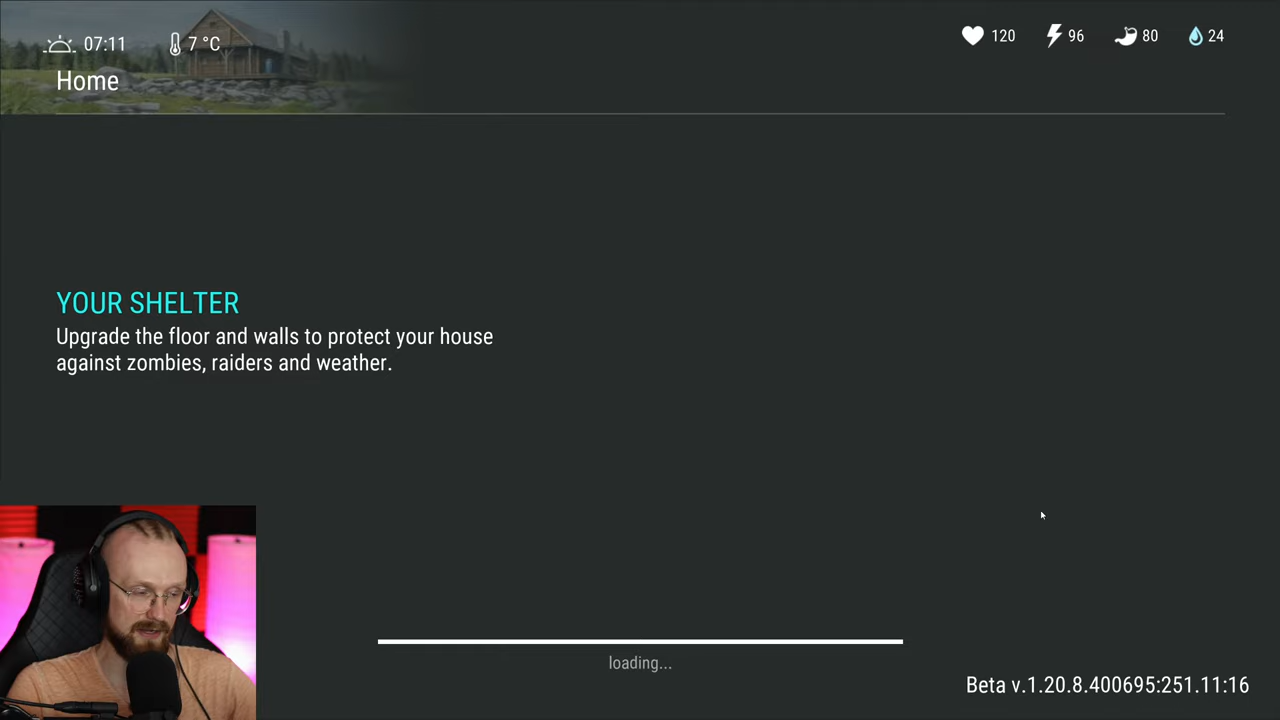 07:11 7 °C 120 96 80 24
Home
YOUR SHELTER
Upgrade the floor and walls to protect your house
against zombies, raiders and weather.
loading...
Beta v.1.20.8.400695:251.11:16